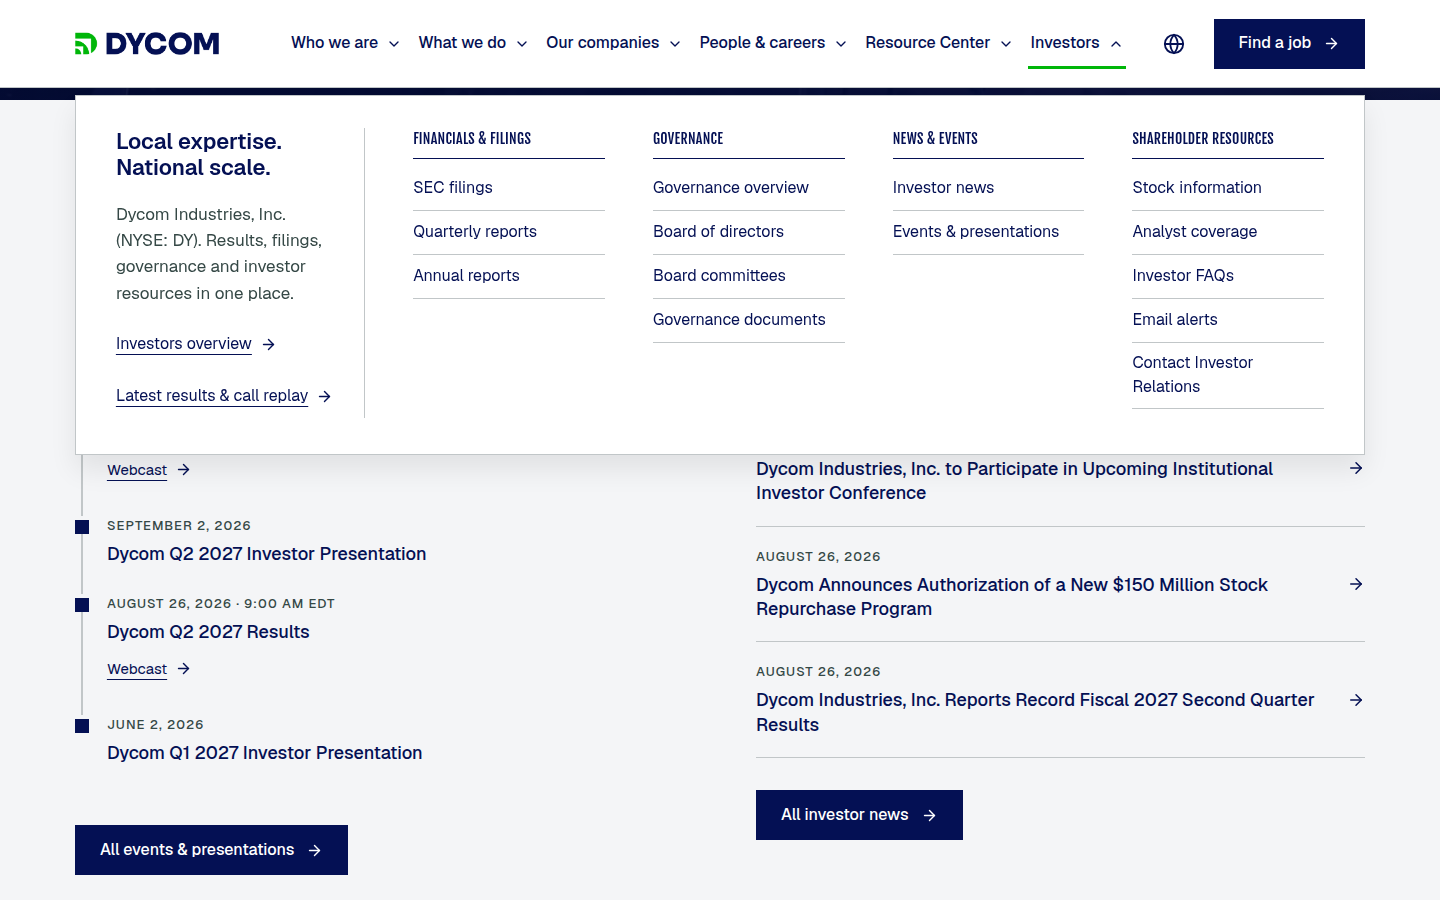 DYCOM
Who we are
What we do
Our companies
People & careers
Resource Center
Investors
Find a job
Local expertise.
National scale.
Dycom Industries, Inc.
(NYSE: DY). Results, filings,
governance and investor
resources in one place.
Investors overview
Latest results & call replay
FINANCIALS & FILINGS
SEC filings
Quarterly reports
Annual reports
GOVERNANCE
Governance overview
Board of directors
Board committees
Governance documents
NEWS & EVENTS
Investor news
Events & presentations
SHAREHOLDER RESOURCES
Stock information
Analyst coverage
Investor FAQs
Email alerts
Contact Investor
Relations
Webcast
SEPTEMBER 2, 2026
Dycom Q2 2027 Investor Presentation
AUGUST 26, 2026 · 9:00 AM EDT
Dycom Q2 2027 Results
Webcast
JUNE 2, 2026
Dycom Q1 2027 Investor Presentation
All events & presentations
Dycom Industries, Inc. to Participate in Upcoming Institutional
Investor Conference
AUGUST 26, 2026
Dycom Announces Authorization of a New $150 Million Stock
Repurchase Program
AUGUST 26, 2026
Dycom Industries, Inc. Reports Record Fiscal 2027 Second Quarter
Results
All investor news